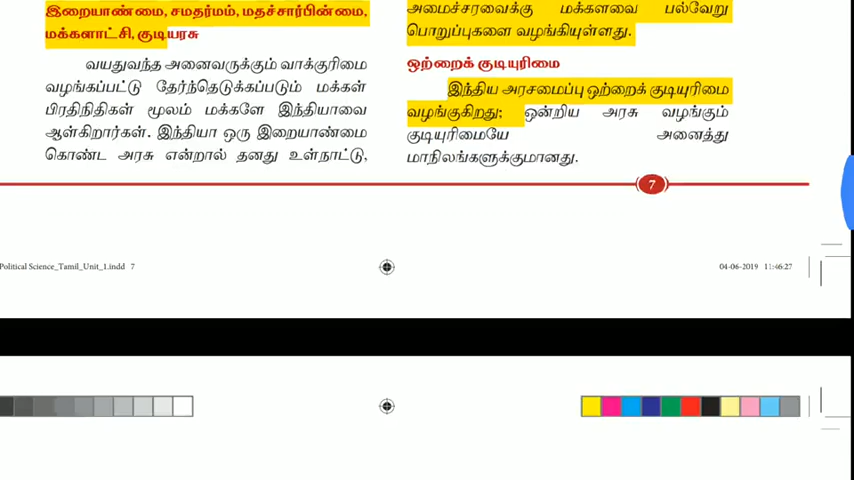 இறையாண்மை, சமதர்மம், மதச்சார்பின்மை,
மக்களாட்சி, குடியரசு
வயதுவந்த அனைவருக்கும் வாக்குரிமை
வழங்கப்பட்டு தேர்ந்தெடுக்கப்படும் மக்கள்
பிரதிநிதிகள் மூலம் மக்களே இந்தியாவை
ஆள்கிறார்கள். இந்தியா ஒரு இறையாண்மை
கொண்ட அரசு என்றால் தனது உள்நாட்டு,
அமைச்சரவைக்கு மக்களவை பல்வேறு
பொறுப்புகளை வழங்கியுள்ளது.
ஒற்றைக் குடியுரிமை
இந்திய அரசமைப்பு ஒற்றைக் குடியுரிமை
வழங்குகிறது; ஒன்றிய அரசு வழங்கும்
குடியுரிமையே அனைத்து
மாநிலங்களுக்குமானது.
7
Political Science_Tamil_Unit_1.indd 7
04-06-2019 11:46:27